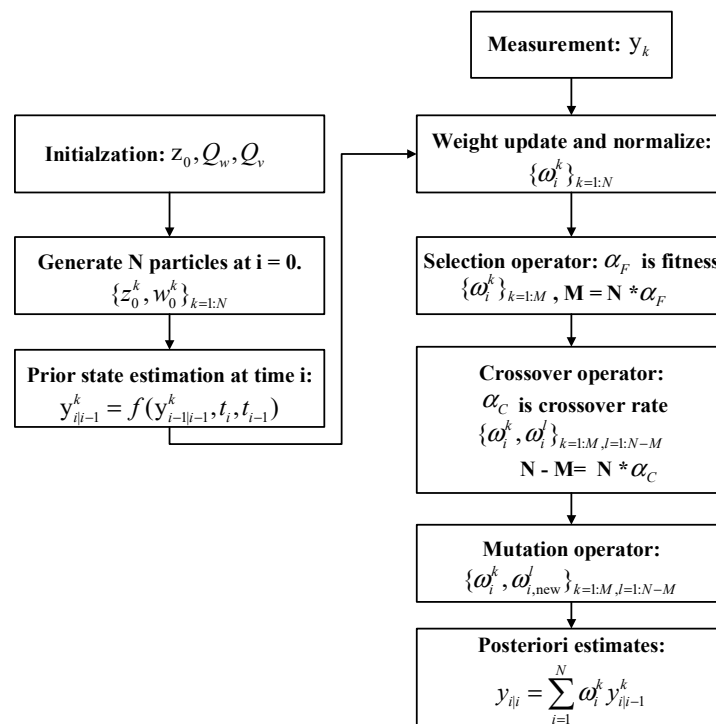 Initialzation: z₀, Q_w, Q_v
Generate N particles at i = 0.
{z_0^k, w_0^k}_{k=1:N}
Prior state estimation at time i:
y_{i|i-1}^k = f(y_{i-1|i-1}^k, t_i, t_{i-1})
Measurement: y_k
Weight update and normalize:
{ω_i^k}_{k=1:N}
Selection operator: α_F is fitness
{ω_i^k}_{k=1:M} , M = N *α_F
Crossover operator:
α_C is crossover rate
{ω_i^k, ω_i^l}_{k=1:M,l=1:N−M}
N - M= N *α_C
Mutation operator:
{ω_i^k, ω_{i,new}^l}_{k=1:M,l=1:N−M}
Posteriori estimates:
y_{i|i} = ∑_{i=1}^N ω_i^k y_{i|i-1}^k